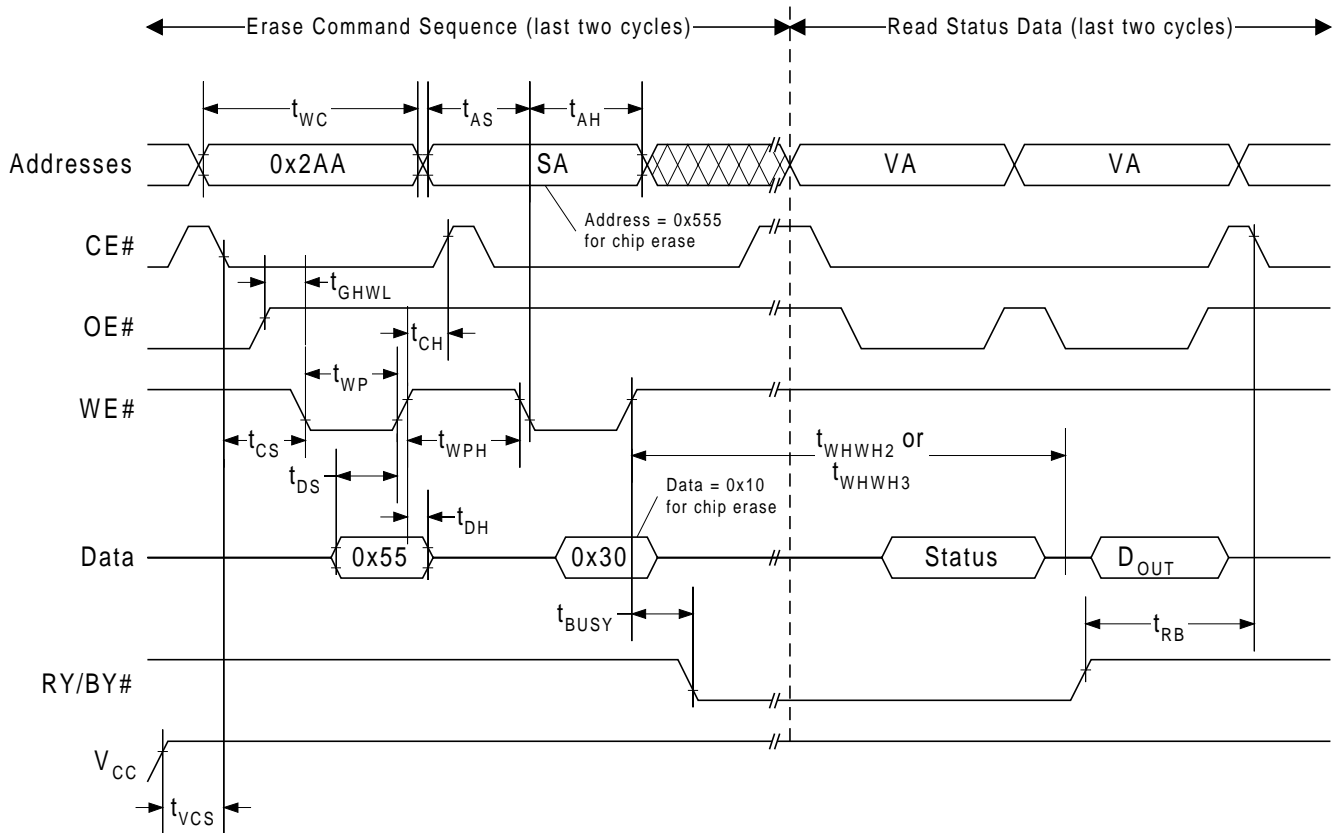 Erase Command Sequence (last two cycles)
Read Status Data (last two cycles)
tWC
tAS
tAH
Addresses
0x2AA
SA
VA
VA
Address = 0x555
for chip erase
CE#
tGHWL
OE#
tCH
tWP
WE#
tCS
tWPH
tWHWH2 or
tWHWH3
tDS
Data = 0x10
for chip erase
tDH
Data
0x55
0x30
Status
DOUT
tBUSY
tRB
RY/BY#
VCC
tVCS